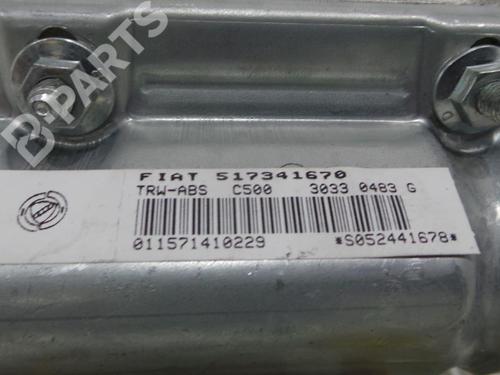 B-PARTS
FIAT 517341670
TRW-ABS C500 3033 0483 G
011571410229 *S052441678*